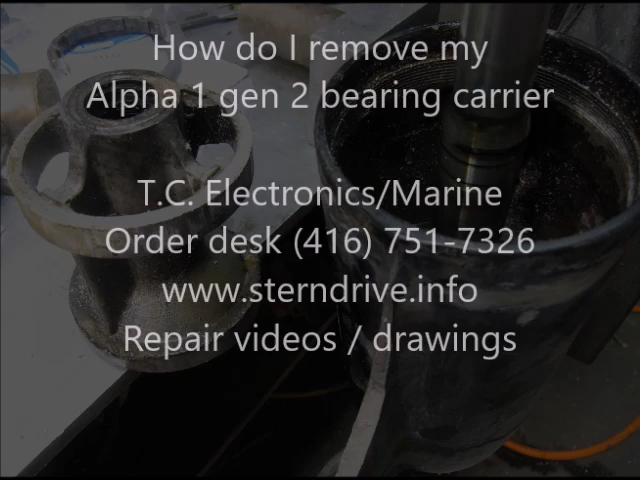 How do I remove my
Alpha 1 gen 2 bearing carrier
T.C. Electronics/Marine
Order desk (416) 751-7326
www.sterndrive.info
Repair videos / drawings